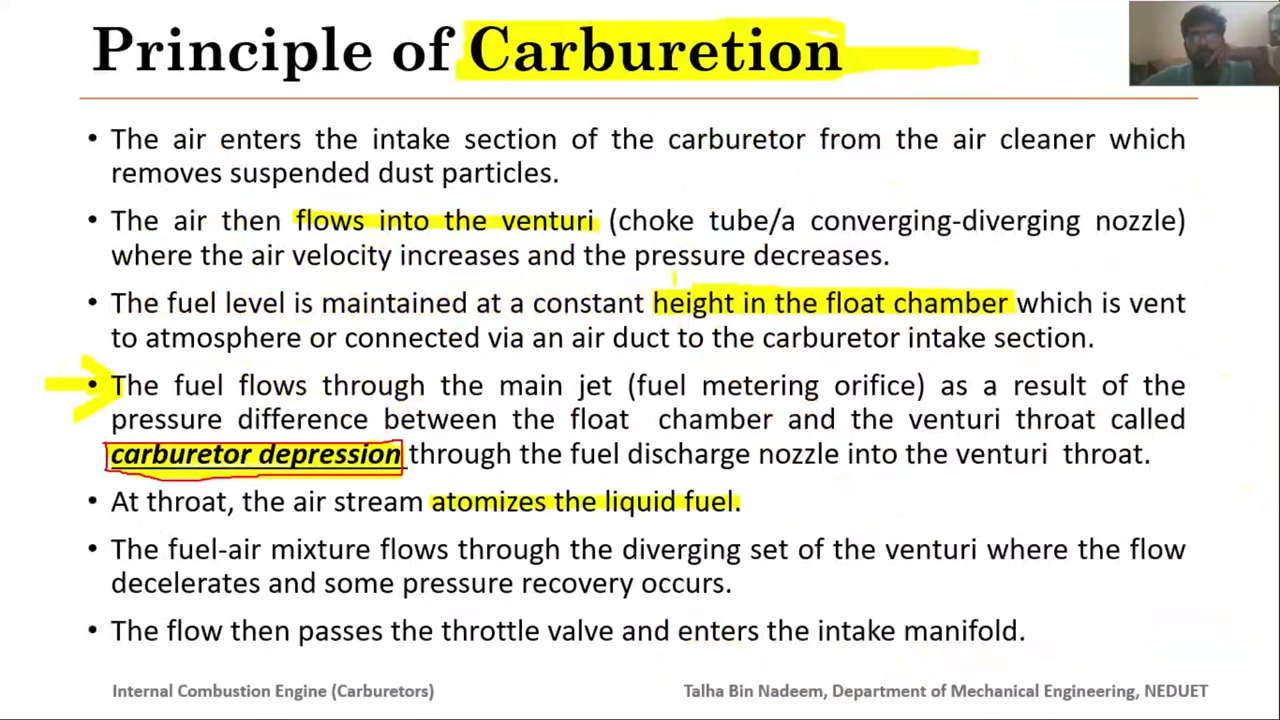 Principle of Carburetion
• The air enters the intake section of the carburetor from the air cleaner which
removes suspended dust particles.
• The air then flows into the venturi (choke tube/a converging-diverging nozzle)
where the air velocity increases and the pressure decreases.
• The fuel level is maintained at a constant height in the float chamber which is vent
to atmosphere or connected via an air duct to the carburetor intake section.
• The fuel flows through the main jet (fuel metering orifice) as a result of the
pressure difference between the float chamber and the venturi throat called
carburetor depression through the fuel discharge nozzle into the venturi throat.
• At throat, the air stream atomizes the liquid fuel.
• The fuel-air mixture flows through the diverging set of the venturi where the flow
decelerates and some pressure recovery occurs.
• The flow then passes the throttle valve and enters the intake manifold.
Internal Combustion Engine (Carburetors)
Talha Bin Nadeem, Department of Mechanical Engineering, NEDUET